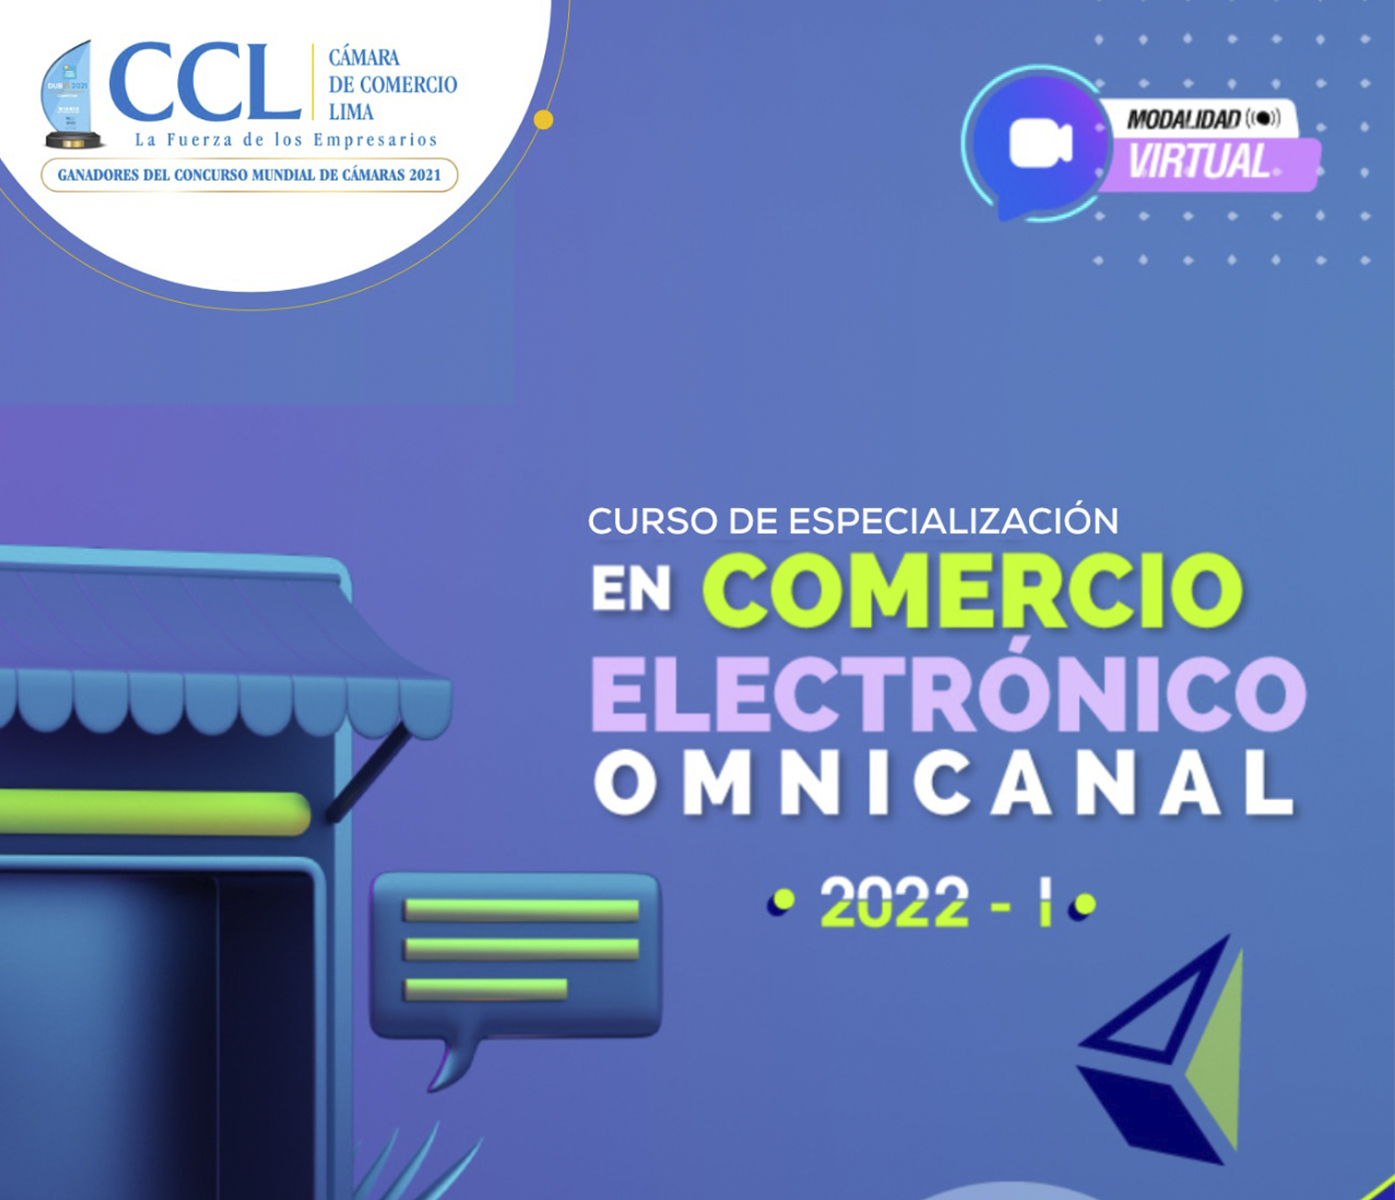 CCL
CÁMARA
DE COMERCIO
LIMA
La Fuerza de los Empresarios
GANADORES DEL CONCURSO MUNDIAL DE CÁMARAS 2021
MODALIDAD
VIRTUAL
CURSO DE ESPECIALIZACIÓN
EN COMERCIO
ELECTRÓNICO
OMNICANAL
2022 - I